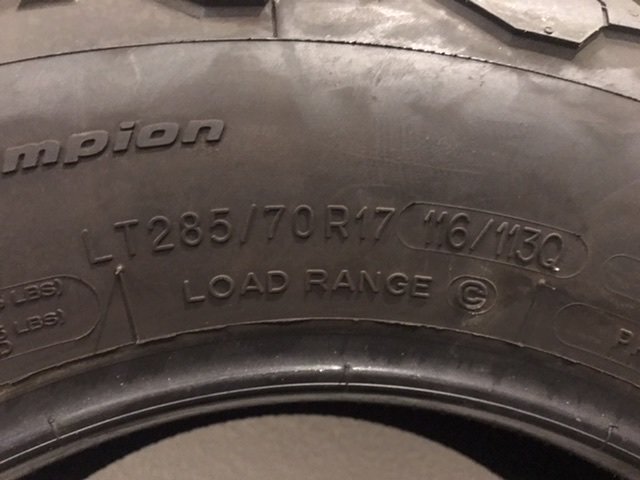 mpion
LT285/70R17 116/113Q
LOAD RANGE C
LBS)
LBS)
P